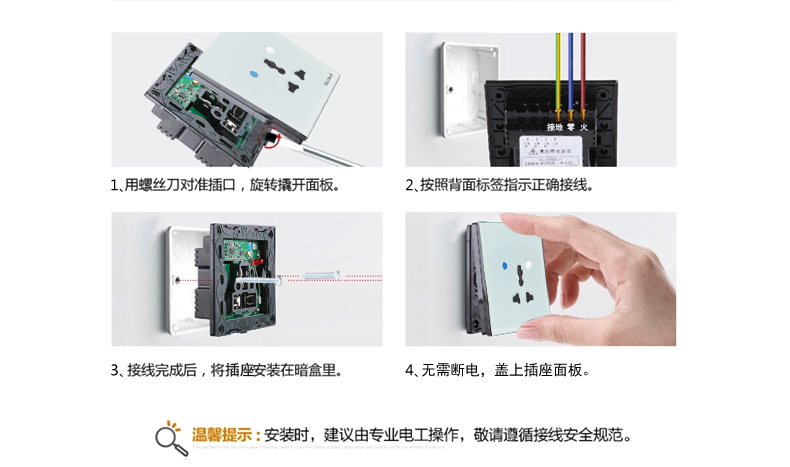 1、用螺丝刀对准插口，旋转撬开面板。
接地 零 火
2、按照背面标签指示正确接线。
3、接线完成后，将插座安装在暗盒里。
4、无需断电，盖上插座面板。
温馨提示：安装时，建议由专业电工操作，敬请遵循接线安全规范。